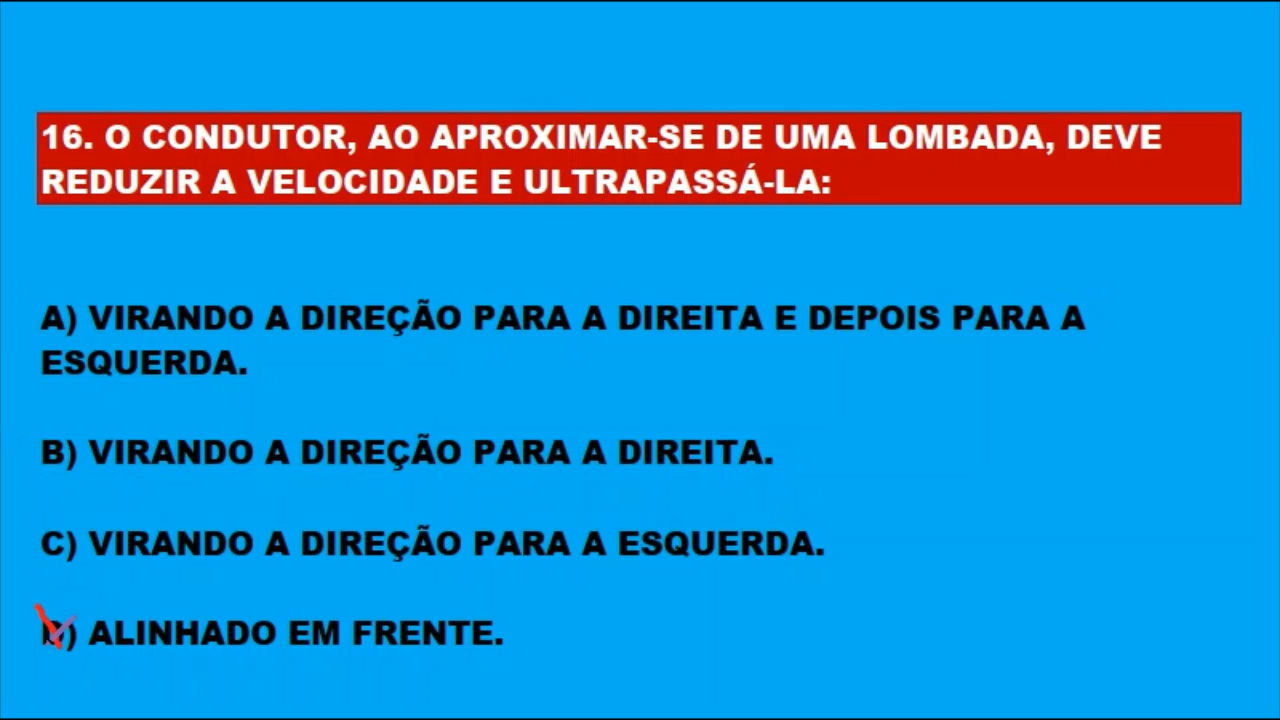 16. O CONDUTOR, AO APROXIMAR-SE DE UMA LOMBADA, DEVE
REDUZIR A VELOCIDADE E ULTRAPASSÁ-LA:
A) VIRANDO A DIREÇÃO PARA A DIREITA E DEPOIS PARA A
ESQUERDA.
B) VIRANDO A DIREÇÃO PARA A DIREITA.
C) VIRANDO A DIREÇÃO PARA A ESQUERDA.
D) ALINHADO EM FRENTE.